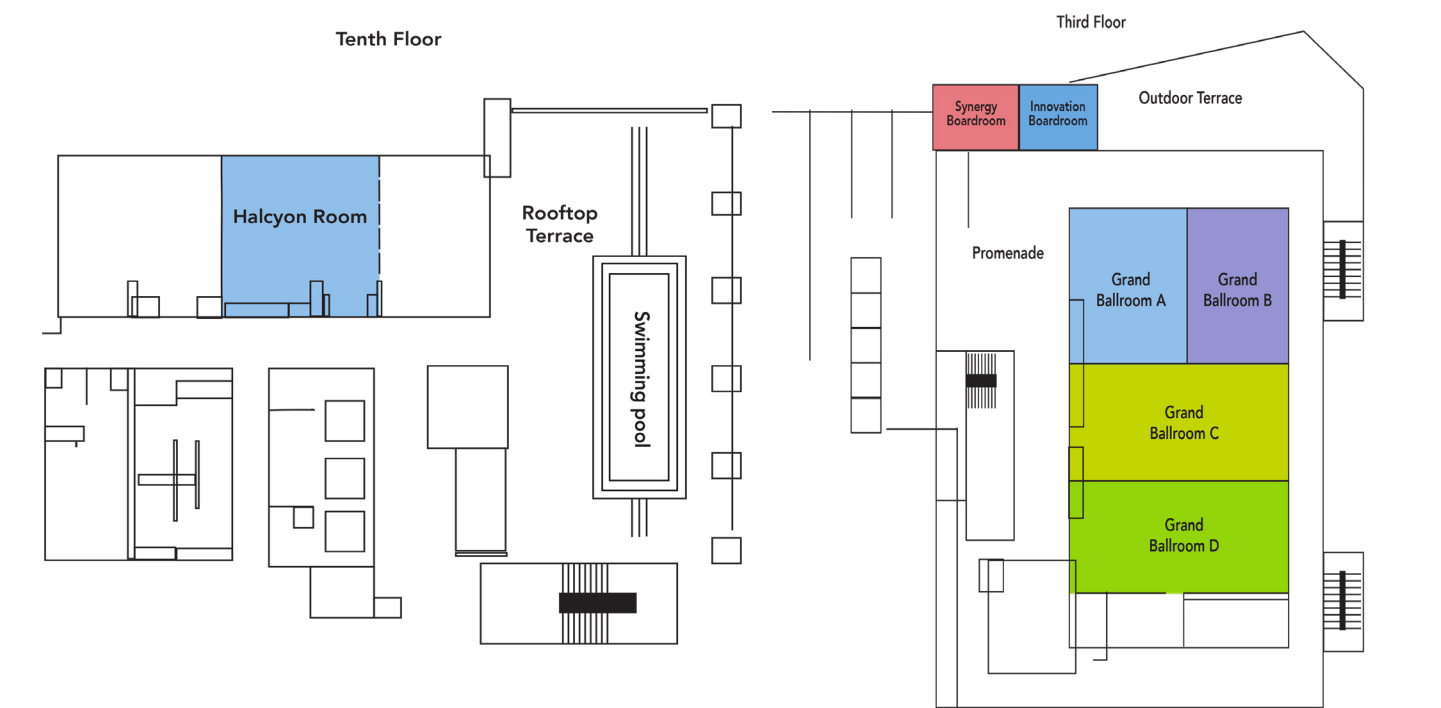 Tenth Floor
Halcyon Room
Rooftop
Terrace
Swimming pool
Third Floor
Outdoor Terrace
Synergy
Boardroom
Innovation
Boardroom
Promenade
Grand
Ballroom A
Grand
Ballroom B
Grand
Ballroom C
Grand
Ballroom D